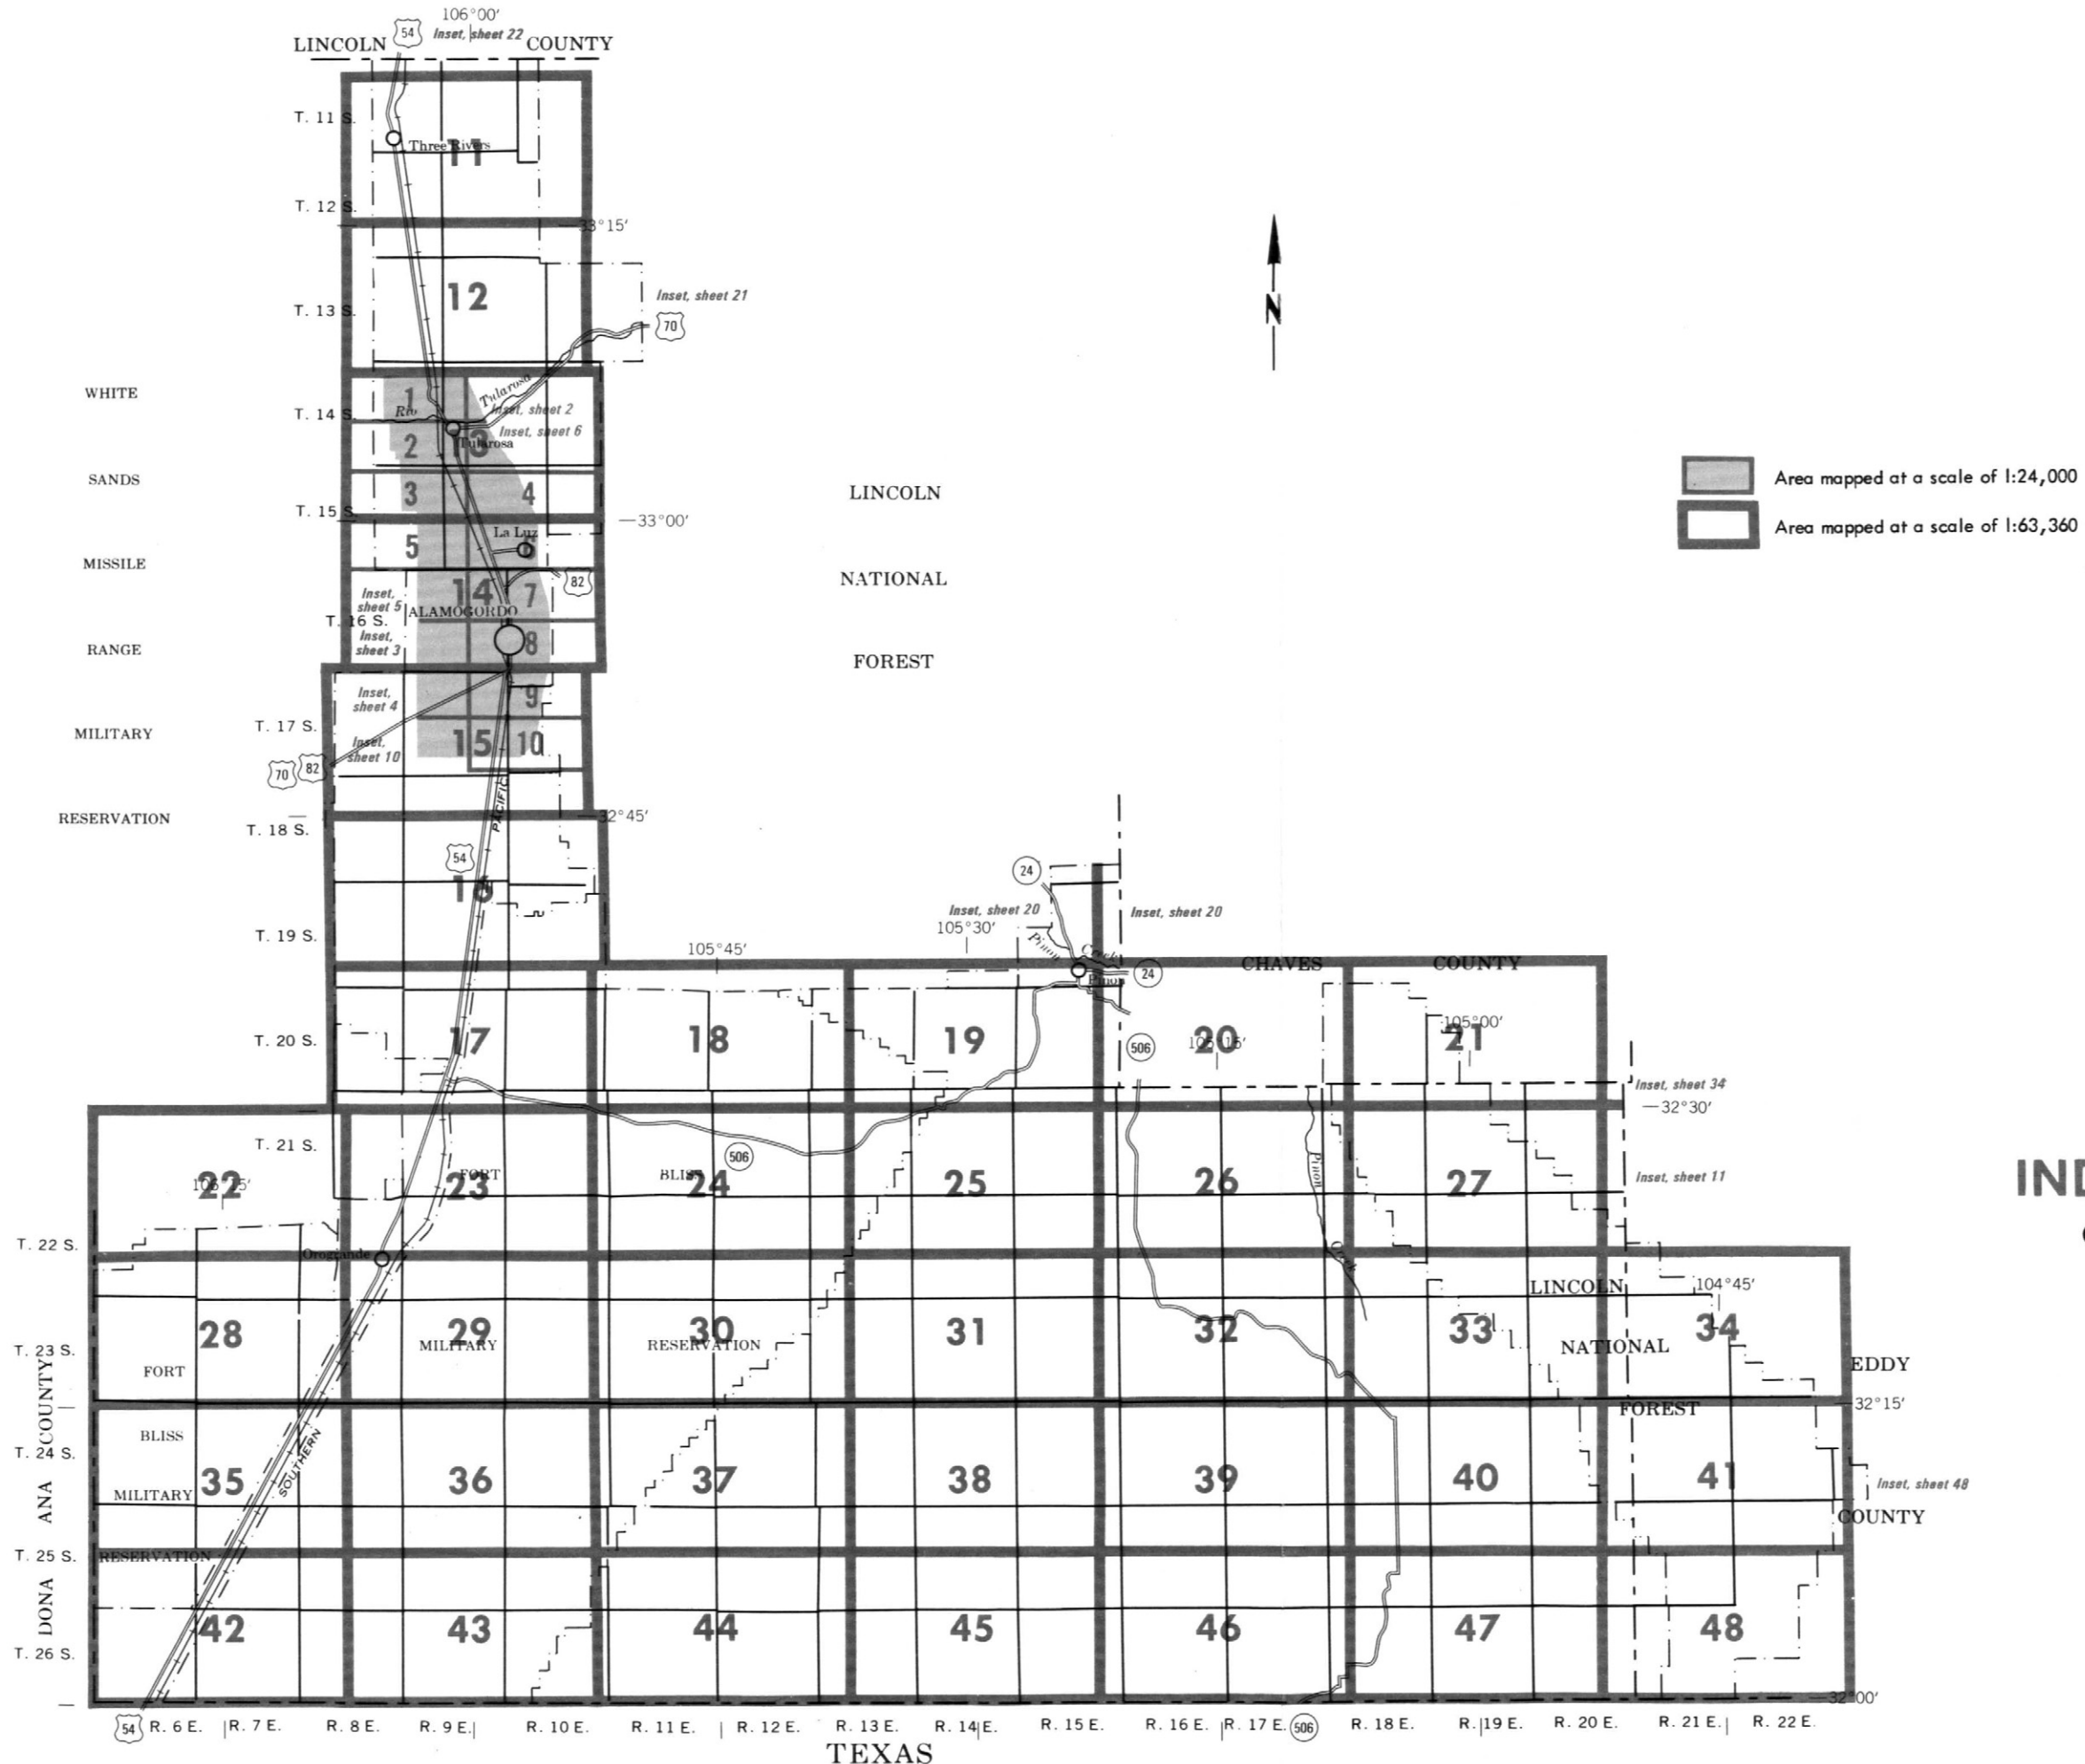 106°00'
54
Inset, sheet 22
LINCOLN COUNTY
T. 11 S.
Three Rivers
11
T. 12 S.
33°15'
12
Inset, sheet 21
T. 13 S.
70
N
WHITE
1
Tularosa
Rio
Inset, sheet 2
T. 14 S.
Inset, sheet 6
2
13
Tularosa
Area mapped at a scale of 1:24,000
SANDS
3
4
LINCOLN
T. 15 S.
33°00'
Area mapped at a scale of 1:63,360
La Luz
5
6
MISSILE
82
NATIONAL
14
7
Inset,
sheet 5
ALAMOGORDO
T. 16 S.
Inset,
sheet 3
8
RANGE
FOREST
Inset,
sheet 4
9
T. 17 S.
MILITARY
Inset,
sheet 10
15
10
70
82
PACIFIC
RESERVATION
32°45'
T. 18 S.
54
16
24
Inset, sheet 20
Inset, sheet 20
T. 19 S.
105°30'
105°45'
Pinon
Creek
CHAVES COUNTY
Pinon
24
T. 20 S.
17
18
19
506
20
105°15'
21
105°00'
Inset, sheet 34
32°30'
T. 21 S.
506
22
106°15'
23
FORT
BLISS
24
25
26
Pinon
27
Inset, sheet 11
IND
T. 22 S.
Orogrande
Creek
LINCOLN
104°45'
28
29
30
31
32
33
34
T. 23 S.
MILITARY
RESERVATION
NATIONAL
FORT
EDDY
32°15'
FOREST
BLISS
T. 24 S.
DONA ANA COUNTY
SOUTHERN
35
36
37
38
39
40
41
MILITARY
Inset, sheet 48
COUNTY
T. 25 S.
RESERVATION
42
43
44
45
46
47
48
T. 26 S.
32°00'
54
R. 6 E. R. 7 E. R. 8 E. R. 9 E. R. 10 E. R. 11 E. R. 12 E. R. 13 E. R. 14 E. R. 15 E. R. 16 E. R. 17 E. 506 R. 18 E. R. 19 E. R. 20 E. R. 21 E. R. 22 E.
TEXAS